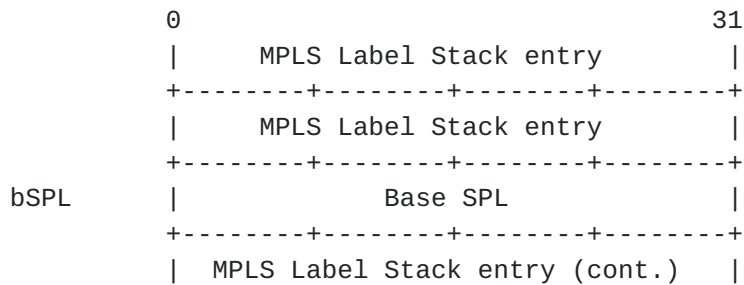 0                                31
|     MPLS Label Stack entry       |
+--------+--------+--------+--------+
|     MPLS Label Stack entry       |
+--------+--------+--------+--------+
bSPL      |             Base SPL             |
+--------+--------+--------+--------+
|  MPLS Label Stack entry (cont.)   |